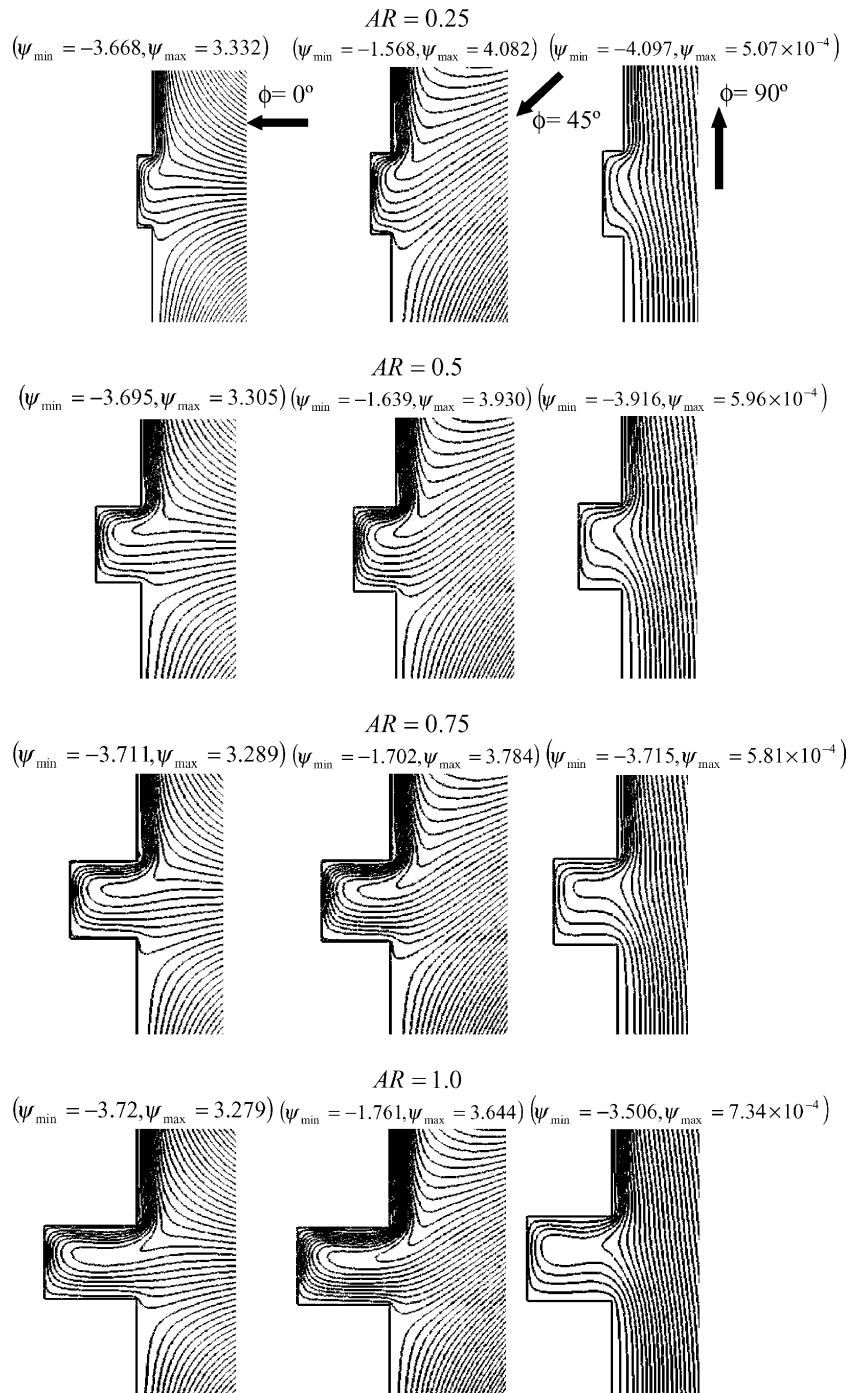 AR = 0.25
(ψmin = −3.668, ψmax = 3.332) (ψmin = −1.568, ψmax = 4.082) (ψmin = −4.097, ψmax = 5.07×10⁻⁴)
ϕ= 0º
ϕ= 45º
ϕ= 90º
AR = 0.5
(ψmin = −3.695, ψmax = 3.305) (ψmin = −1.639, ψmax = 3.930) (ψmin = −3.916, ψmax = 5.96×10⁻⁴)
AR = 0.75
(ψmin = −3.711, ψmax = 3.289) (ψmin = −1.702, ψmax = 3.784) (ψmin = −3.715, ψmax = 5.81×10⁻⁴)
AR = 1.0
(ψmin = −3.72, ψmax = 3.279) (ψmin = −1.761, ψmax = 3.644) (ψmin = −3.506, ψmax = 7.34×10⁻⁴)